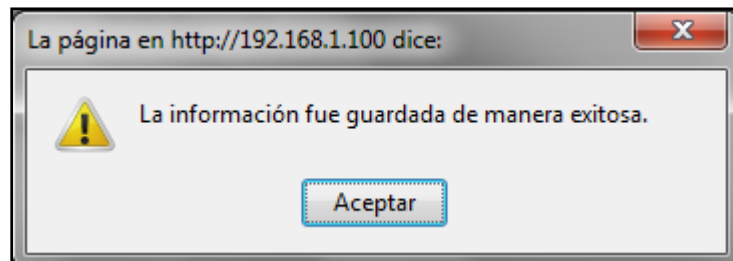 La página en http://192.168.1.100 dice:
La información fue guardada de manera exitosa.
Aceptar